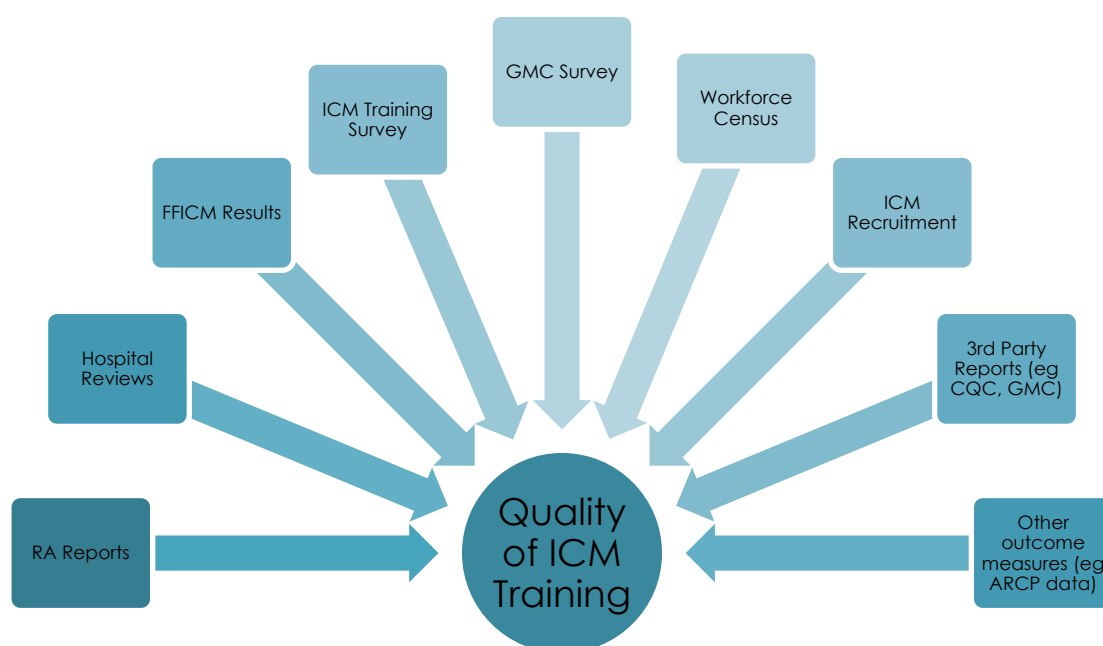 GMC Survey
ICM Training
Survey
Workforce
Census
FFICM Results
ICM
Recruitment
Hospital
Reviews
3rd Party
Reports (eg
CQC, GMC)
RA Reports
Quality
of ICM
Training
Other
outcome
measures (eg
ARCP data)